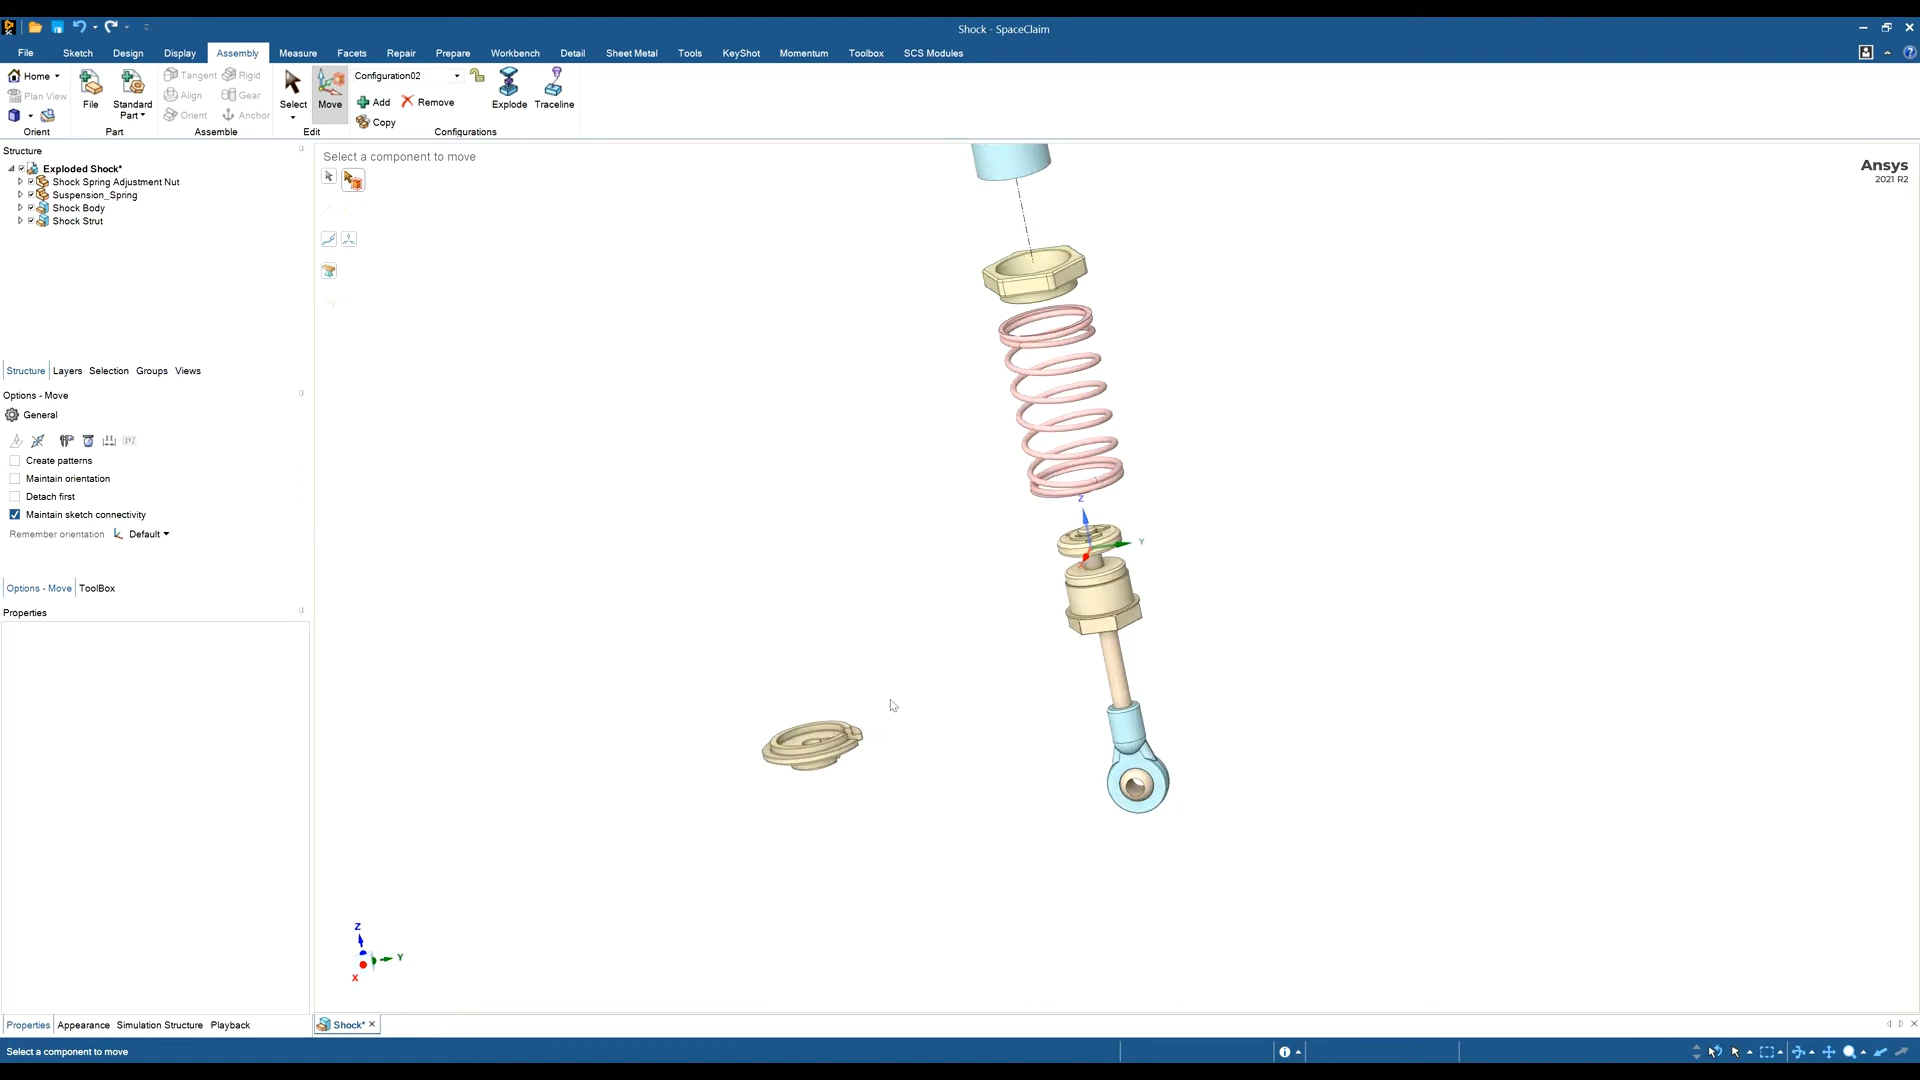 Shock - SpaceClaim
File Sketch Design Display Assembly Measure Facets Repair Prepare Workbench Detail Sheet Metal Tools KeyShot Momentum Toolbox SCS Modules
Home
Plan View
Orient
File
Standard Part
Part
Tangent Rigid
Align Gear
Orient Anchor
Assemble
Select
Move
Edit
Configuration02
Add Remove
Copy
Explode
Traceline
Configurations
Structure
Exploded Shock*
Shock Spring Adjustment Nut
Suspension_Spring
Shock Body
Shock Strut
Structure Layers Selection Groups Views
Options - Move
General
XYZ
Create patterns
Maintain orientation
Detach first
Maintain sketch connectivity
Remember orientation Default
Options - Move ToolBox
Properties
Properties Appearance Simulation Structure Playback
Select a component to move
Ansys
2021 R2
Z
Y
Z
Y
X
Shock*
Select a component to move